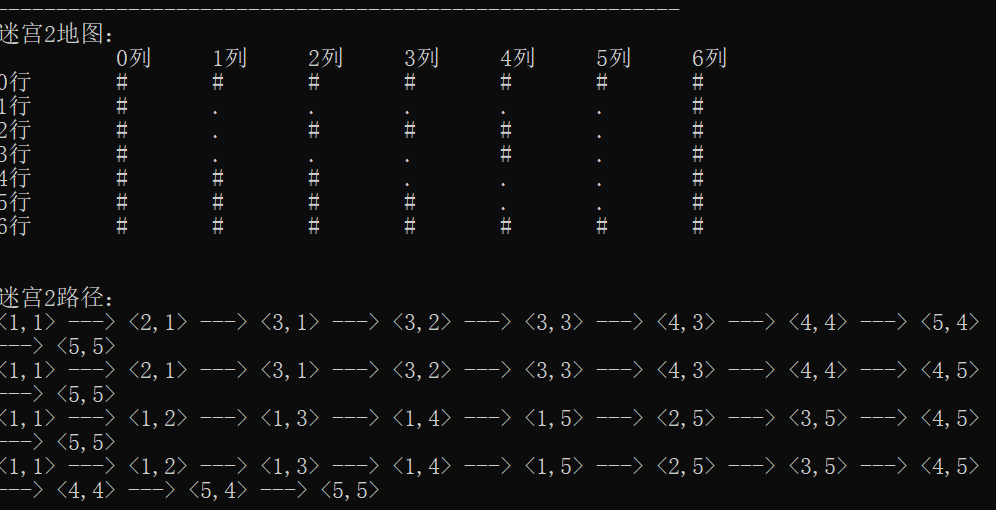 ------------------------------------------------------------
迷宫2地图:
0列 1列 2列 3列 4列 5列 6列
0行 # # # # # # #
1行 # . . . . . #
2行 # . # # # . #
3行 # . . . # . #
4行 # # # . . . #
5行 # # # # . . #
6行 # # # # # # #
迷宫2路径:
<1,1> ---> <2,1> ---> <3,1> ---> <3,2> ---> <3,3> ---> <4,3> ---> <4,4> ---> <5,4>
---> <5,5>
<1,1> ---> <2,1> ---> <3,1> ---> <3,2> ---> <3,3> ---> <4,3> ---> <4,4> ---> <4,5>
---> <5,5>
<1,1> ---> <1,2> ---> <1,3> ---> <1,4> ---> <1,5> ---> <2,5> ---> <3,5> ---> <4,5>
---> <5,5>
<1,1> ---> <1,2> ---> <1,3> ---> <1,4> ---> <1,5> ---> <2,5> ---> <3,5> ---> <4,5>
---> <4,4> ---> <5,4> ---> <5,5>